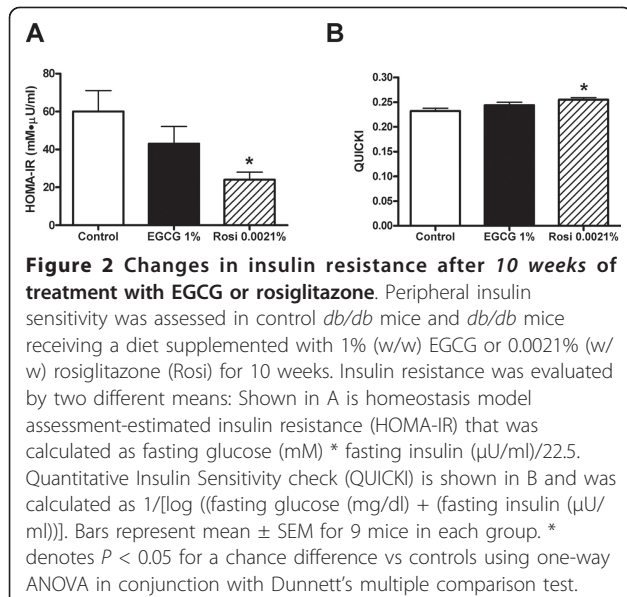 A
B
HOMA-IR (mM•µU/ml)
80
60
40
20
0
*
Control
EGCG 1%
Rosi 0.0021%
QUICKI
0.30
0.25
0.20
0.15
0.10
0.05
0.00
*
Control
EGCG 1%
Rosi 0.0021%
Figure 2 Changes in insulin resistance after 10 weeks of
treatment with EGCG or rosiglitazone. Peripheral insulin
sensitivity was assessed in control db/db mice and db/db mice
receiving a diet supplemented with 1% (w/w) EGCG or 0.0021% (w/
w) rosiglitazone (Rosi) for 10 weeks. Insulin resistance was evaluated
by two different means: Shown in A is homeostasis model
assessment-estimated insulin resistance (HOMA-IR) that was
calculated as fasting glucose (mM) * fasting insulin (µU/ml)/22.5.
Quantitative Insulin Sensitivity check (QUICKI) is shown in B and was
calculated as 1/[log ((fasting glucose (mg/dl) + (fasting insulin (µU/
ml))]. Bars represent mean ± SEM for 9 mice in each group. *
denotes P < 0.05 for a chance difference vs controls using one-way
ANOVA in conjunction with Dunnett's multiple comparison test.